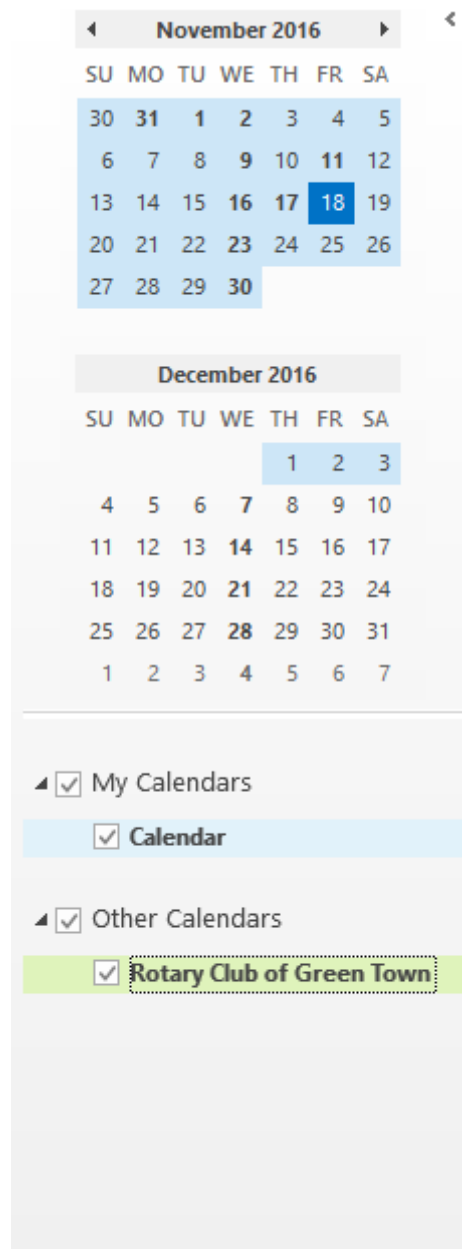 November 2016
SU MO TU WE TH FR SA
30 31 1 2 3 4 5
6 7 8 9 10 11 12
13 14 15 16 17 18 19
20 21 22 23 24 25 26
27 28 29 30
December 2016
SU MO TU WE TH FR SA
1 2 3
4 5 6 7 8 9 10
11 12 13 14 15 16 17
18 19 20 21 22 23 24
25 26 27 28 29 30 31
1 2 3 4 5 6 7
My Calendars
Calendar
Other Calendars
Rotary Club of Green Town